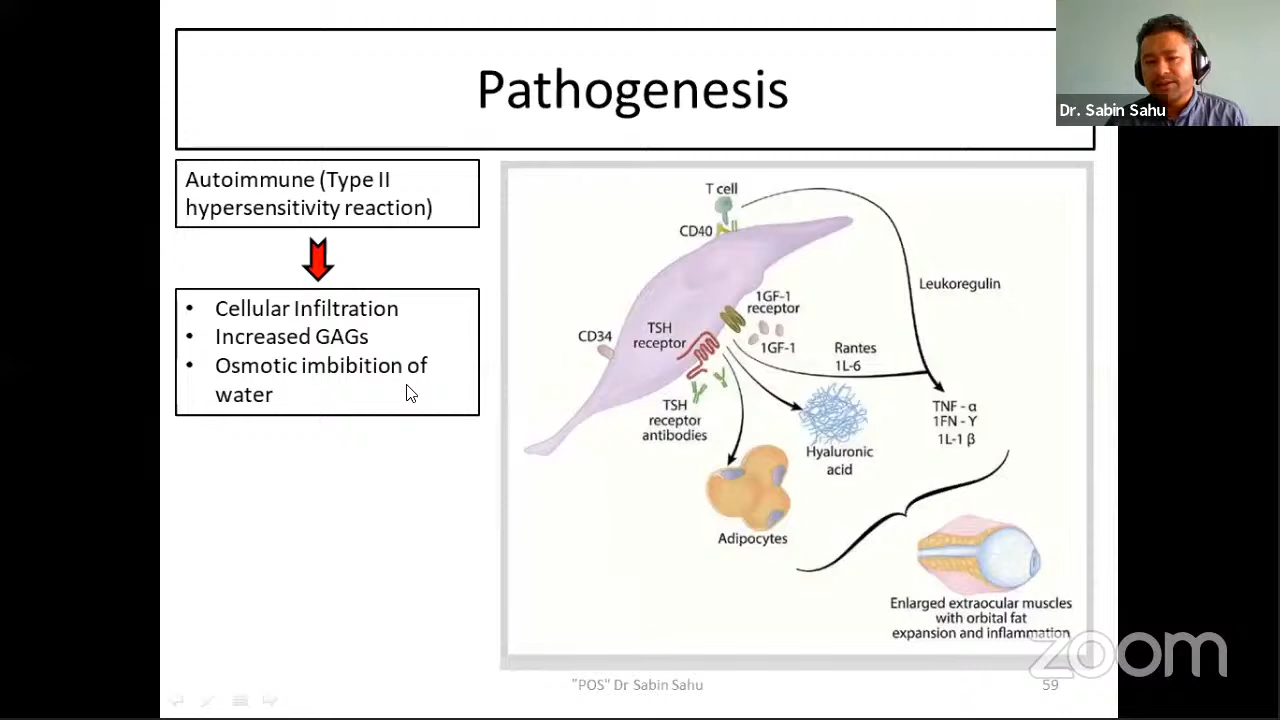 Pathogenesis
Dr. Sabin Sahu
Autoimmune (Type II
hypersensitivity reaction)
• Cellular Infiltration
• Increased GAGs
• Osmotic imbibition of
water
T cell
CD40
Leukoregulin
1GF-1
receptor
TSH
receptor
CD34
1GF-1
Rantes
1L-6
TSH
receptor
antibodies
Hyaluronic
acid
TNF - α
1FN - Y
1L-1 β
Adipocytes
Enlarged extraocular muscles
with orbital fat
expansion and inflammation
zoom
"POS" Dr Sabin Sahu
59